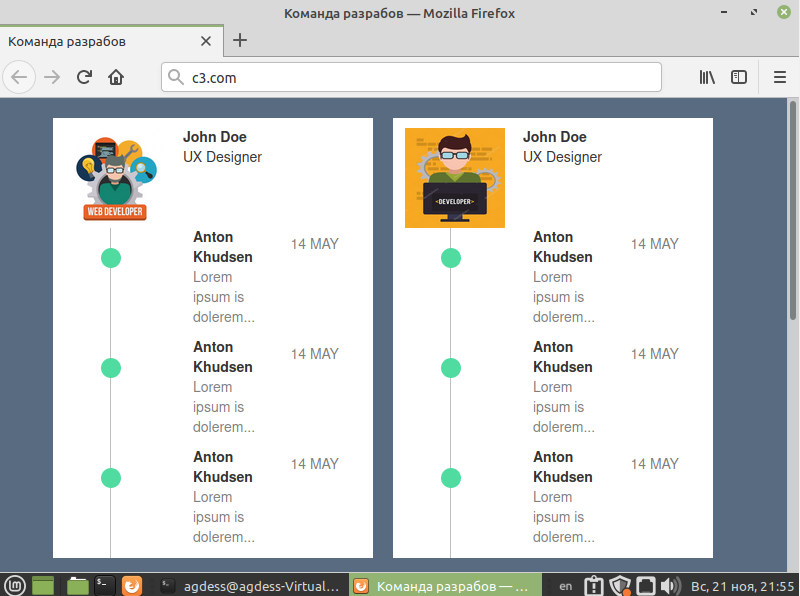 Команда разрабов — Mozilla Firefox
Команда разрабов
c3.com
WEB DEVELOPER
John Doe
UX Designer
Anton
Khudsen
14 MAY
Lorem
ipsum is
dolerem...
Anton
Khudsen
14 MAY
Lorem
ipsum is
dolerem...
Anton
Khudsen
14 MAY
Lorem
ipsum is
dolerem...
<DEVELOPER>
John Doe
UX Designer
Anton
Khudsen
14 MAY
Lorem
ipsum is
dolerem...
Anton
Khudsen
14 MAY
Lorem
ipsum is
dolerem...
Anton
Khudsen
14 MAY
Lorem
ipsum is
dolerem...
agdess@agdess-Virtual...
Команда разрабов — ...
en
Вс, 21 ноя, 21:55